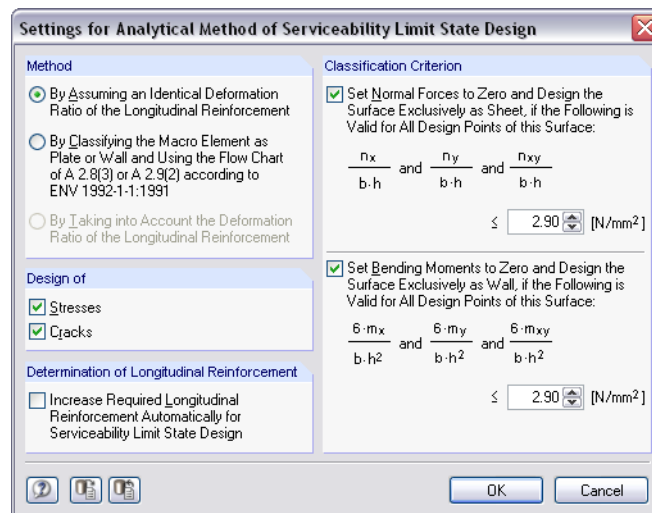 Settings for Analytical Method of Serviceability Limit State Design
Method
By Assuming an Identical Deformation
Ratio of the Longitudinal Reinforcement
By Classifying the Macro Element as
Plate or Wall and Using the Flow Chart
of A 2.8(3) or A 2.9(2) according to
ENV 1992-1-1:1991
By Taking into Account the Deformation
Ratio of the Longitudinal Reinforcement
Design of
Stresses
Cracks
Determination of Longitudinal Reinforcement
Increase Required Longitudinal
Reinforcement Automatically for
Serviceability Limit State Design
Classification Criterion
Set Normal Forces to Zero and Design the
Surface Exclusively as Sheet, if the Following is
Valid for All Design Points of this Surface:
nx ny nxy
and and
b·h b·h b·h
≤ 2.90 [N/mm²]
Set Bending Moments to Zero and Design the
Surface Exclusively as Wall, if the Following is
Valid for All Design Points of this Surface:
6·mx 6·my 6·mxy
and and
b·h² b·h² b·h²
≤ 2.90 [N/mm²]
OK Cancel